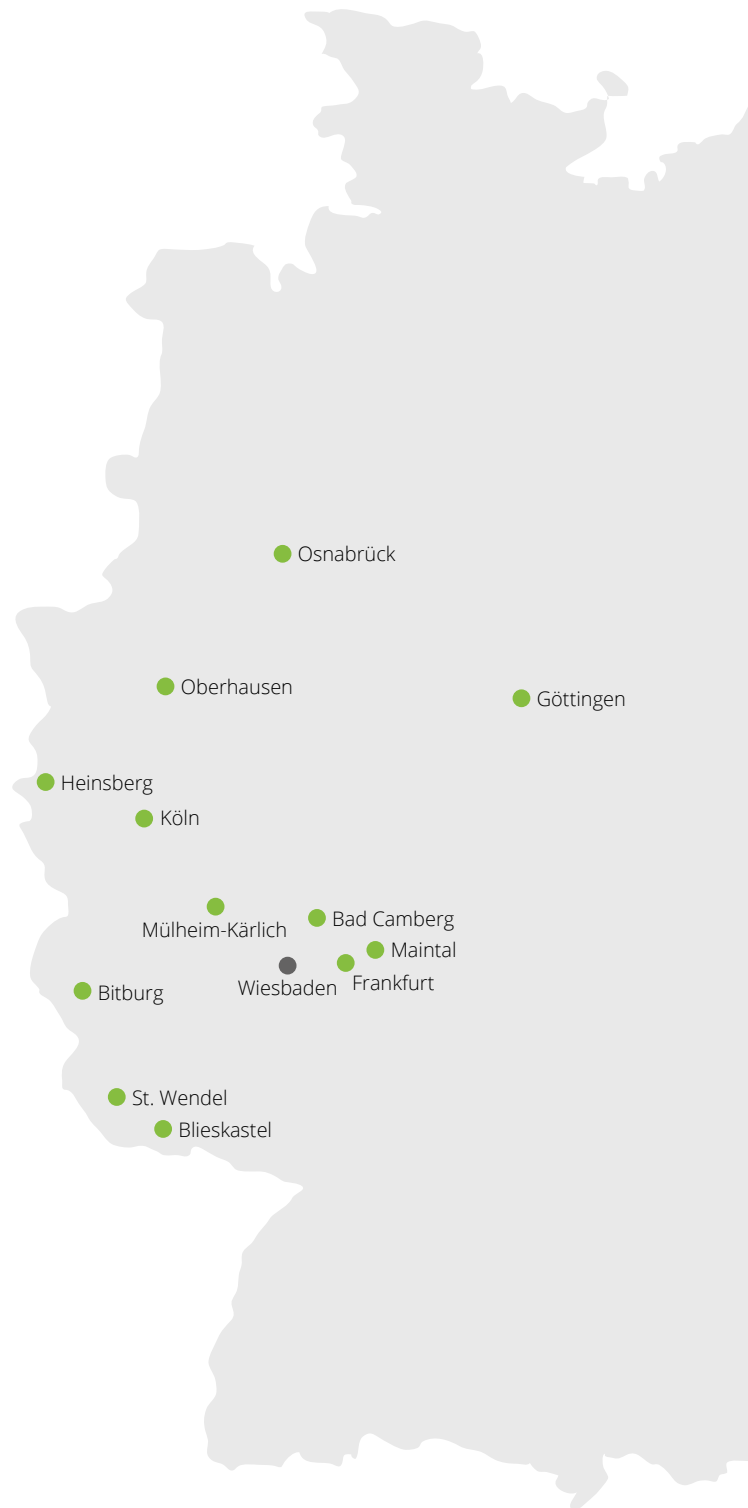 Osnabrück
Oberhausen
Göttingen
Heinsberg
Köln
Mülheim-Kärlich
Bad Camberg
Maintal
Wiesbaden
Frankfurt
Bitburg
St. Wendel
Blieskastel